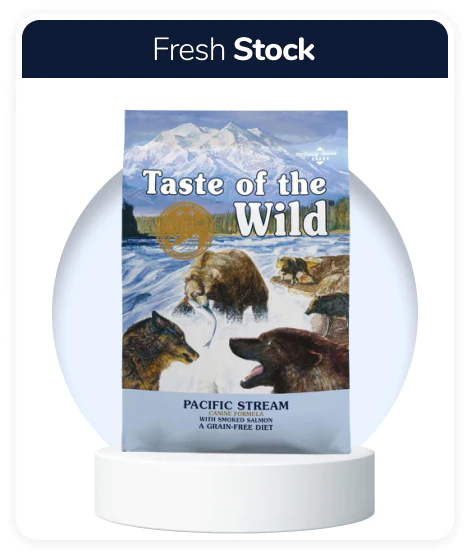 Fresh Stock
Taste of the
Wild
PACIFIC STREAM
CANINE FORMULA
WITH SMOKED SALMON
A GRAIN-FREE DIET